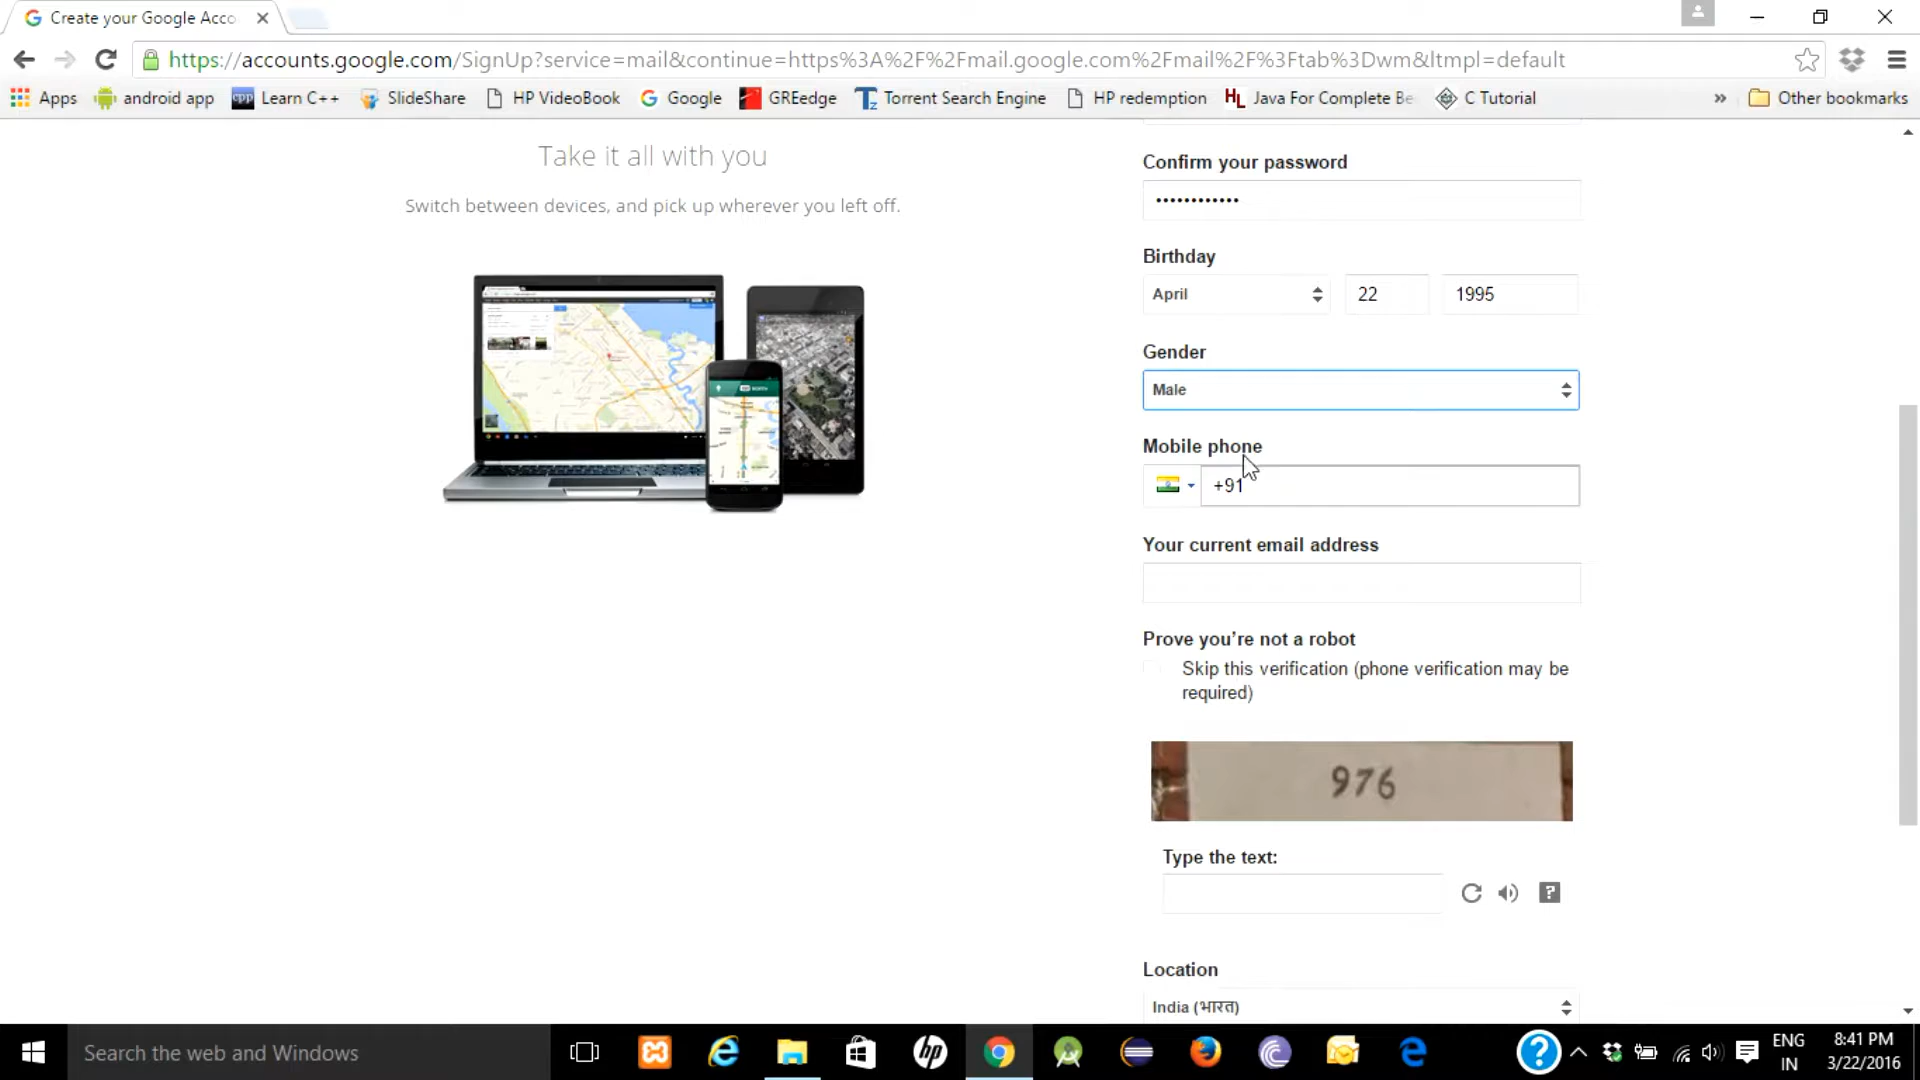 Create your Google Acco
https://accounts.google.com/SignUp?service=mail&continue=https%3A%2F%2Fmail.google.com%2Fmail%2F%3Ftab%3Dwm&ltmpl=default
Apps android app cpp Learn C++ SlideShare HP VideoBook G Google GREedge Tz Torrent Search Engine HP redemption HL Java For Complete Be C Tutorial » Other bookmarks
Take it all with you
Switch between devices, and pick up wherever you left off.
Confirm your password
••••••••••••
Birthday
April 22 1995
Gender
Male
Mobile phone
+91
Your current email address
Prove you're not a robot
Skip this verification (phone verification may be
required)
976
Type the text:
?
Location
India (भारत)
Search the web and Windows
hp
?
ENG
IN
8:41 PM
3/22/2016